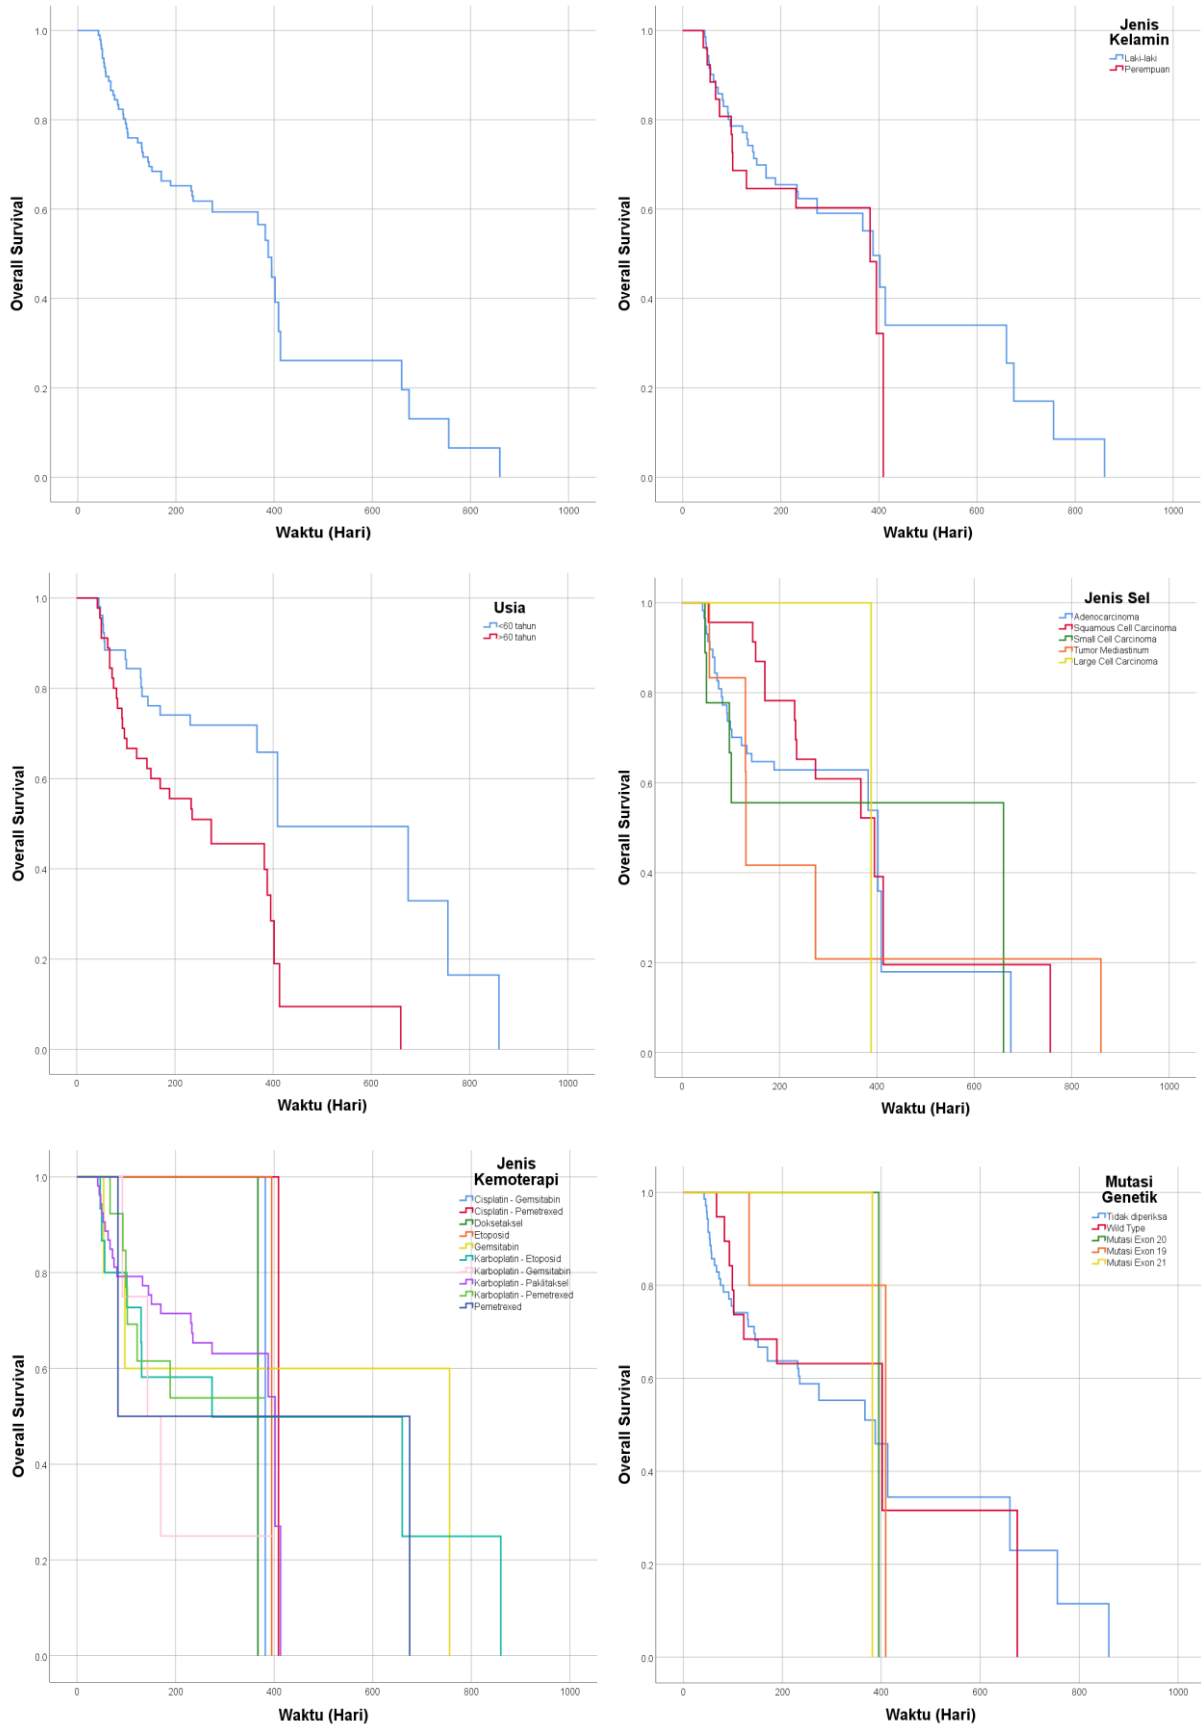 1.0
0.8
0.6
0.4
0.2
0.0
Overall Survival
0 200 400 600 800 1000
Waktu (Hari)
Jenis
Kelamin
Laki-laki
Perempuan
1.0
0.8
0.6
0.4
0.2
0.0
Overall Survival
0 200 400 600 800 1000
Waktu (Hari)
Usia
<60 tahun
>60 tahun
1.0
0.8
0.6
0.4
0.2
0.0
Overall Survival
0 200 400 600 800 1000
Waktu (Hari)
Jenis Sel
Adenocarcinoma
Squamous Cell Carcinoma
Small Cell Carcinoma
Tumor Mediastinum
Large Cell Carcinoma
1.0
0.8
0.6
0.4
0.2
0.0
Overall Survival
0 200 400 600 800 1000
Waktu (Hari)
Jenis
Kemoterapi
Cisplatin - Gemsitabin
Cisplatin - Pemetrexed
Doksetaksel
Etoposid
Gemsitabin
Karboplatin - Etoposid
Karboplatin - Gemsitabin
Karboplatin - Paklitaksel
Karboplatin - Pemetrexed
Pemetrexed
1.0
0.8
0.6
0.4
0.2
0.0
Overall Survival
0 200 400 600 800 1000
Waktu (Hari)
Mutasi
Genetik
Tidak diperiksa
Wild Type
Mutasi Exon 20
Mutasi Exon 19
Mutasi Exon 21
1.0
0.8
0.6
0.4
0.2
0.0
Overall Survival
0 200 400 600 800 1000
Waktu (Hari)